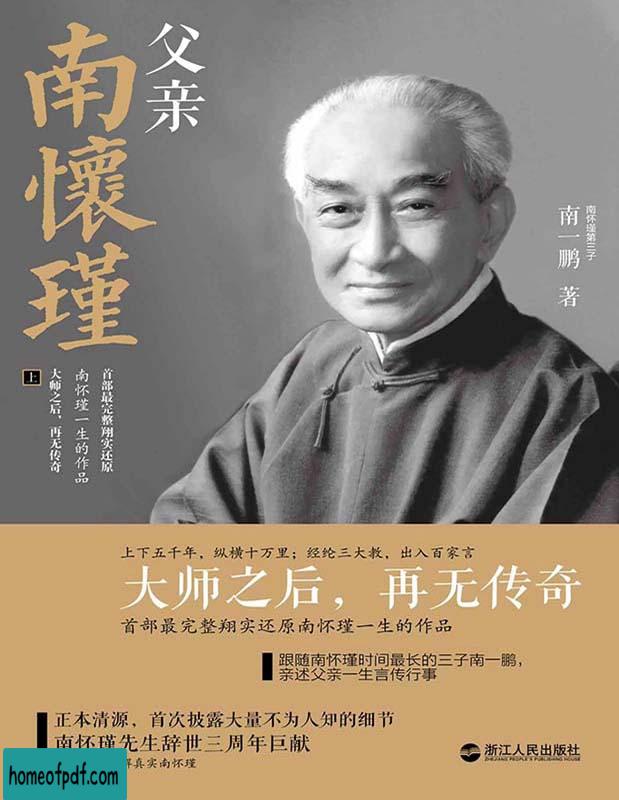 父亲
南懷瑾
上
首部最完整翔实还原
南怀瑾一生的作品
大师之后，再无传奇
南怀瑾第三子
南一鹏 著
上下五千年，纵横十万里；经纶三大教，出入百家言
大师之后，再无传奇
首部最完整翔实还原南怀瑾一生的作品
跟随南怀瑾时间最长的三子南一鹏，
亲述父亲一生言传行事
正本清源，首次披露大量不为人知的细节
南怀瑾先生辞世三周年巨献
解真实南怀瑾
浙江人民出版社
homeofpdf.com